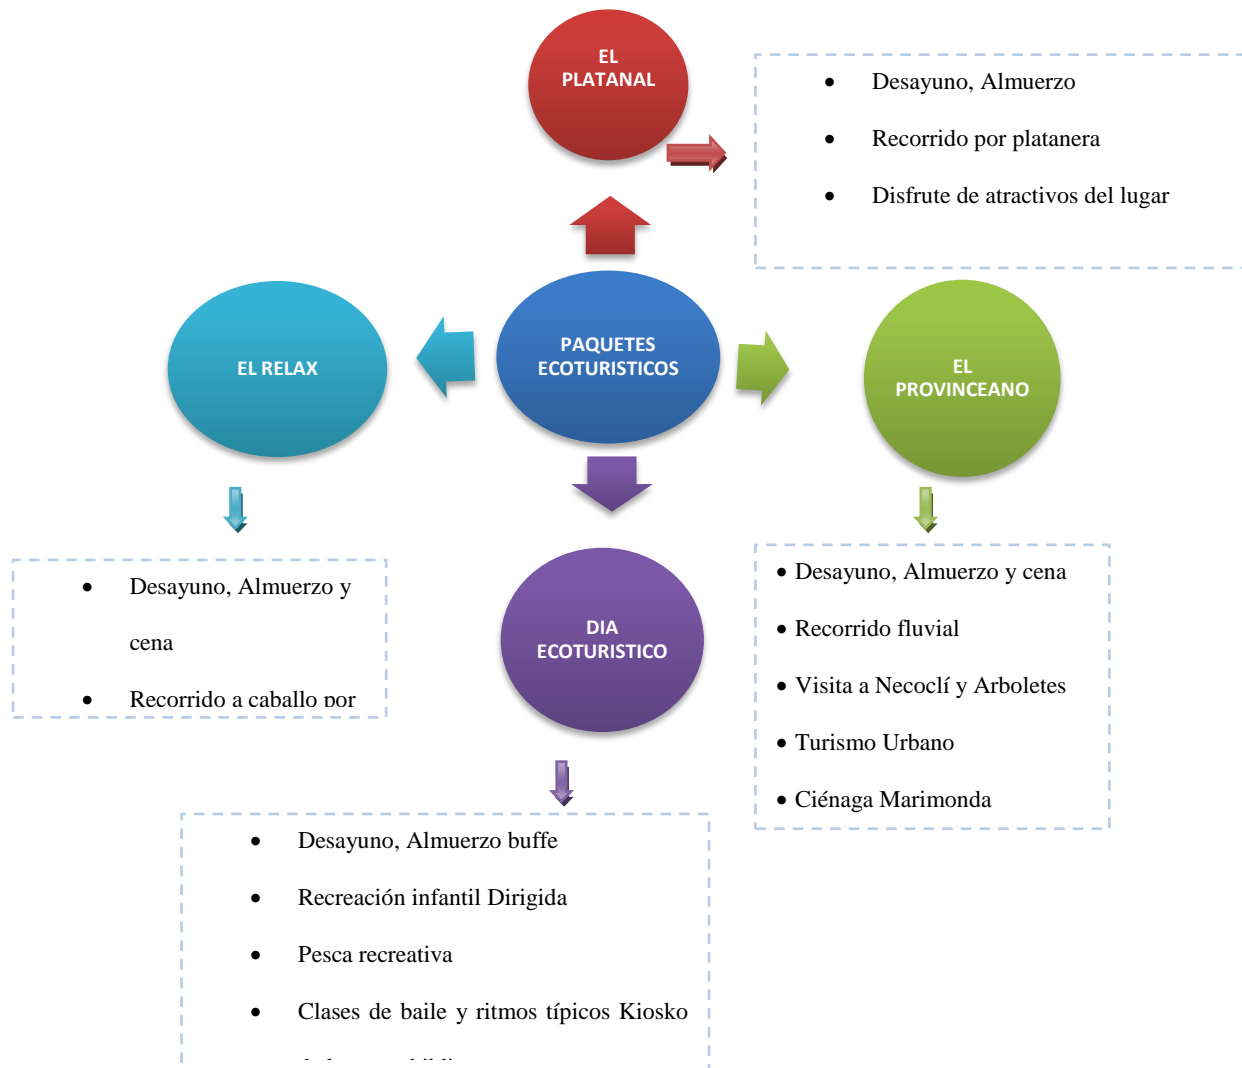 EL
PLATANAL
• Desayuno, Almuerzo
• Recorrido por platanera
• Disfrute de atractivos del lugar
PAQUETES
ECOTURISTICOS
EL RELAX
EL
PROVINCEANO
• Desayuno, Almuerzo y
cena
• Recorrido a caballo por
DIA
ECOTURISTICO
• Desayuno, Almuerzo y cena
• Recorrido fluvial
• Visita a Necoclí y Arboletes
• Turismo Urbano
• Ciénaga Marimonda
• Desayuno, Almuerzo buffe
• Recreación infantil Dirigida
• Pesca recreativa
• Clases de baile y ritmos típicos Kiosko